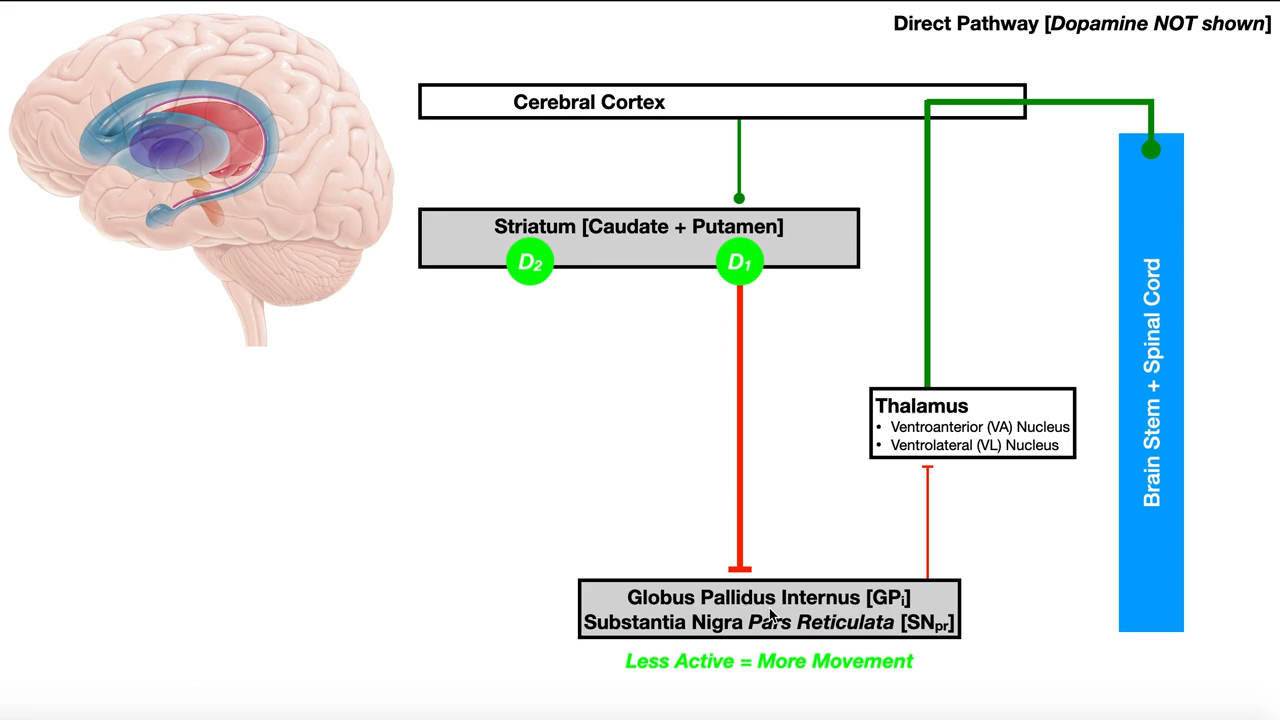 Direct Pathway [Dopamine NOT shown]
Cerebral Cortex
Striatum [Caudate + Putamen]
D₂
D₁
Thalamus
• Ventroanterior (VA) Nucleus
• Ventrolateral (VL) Nucleus
Brain Stem + Spinal Cord
Globus Pallidus Internus [GPᵢ]
Substantia Nigra Pars Reticulata [SNₚᵣ]
Less Active = More Movement